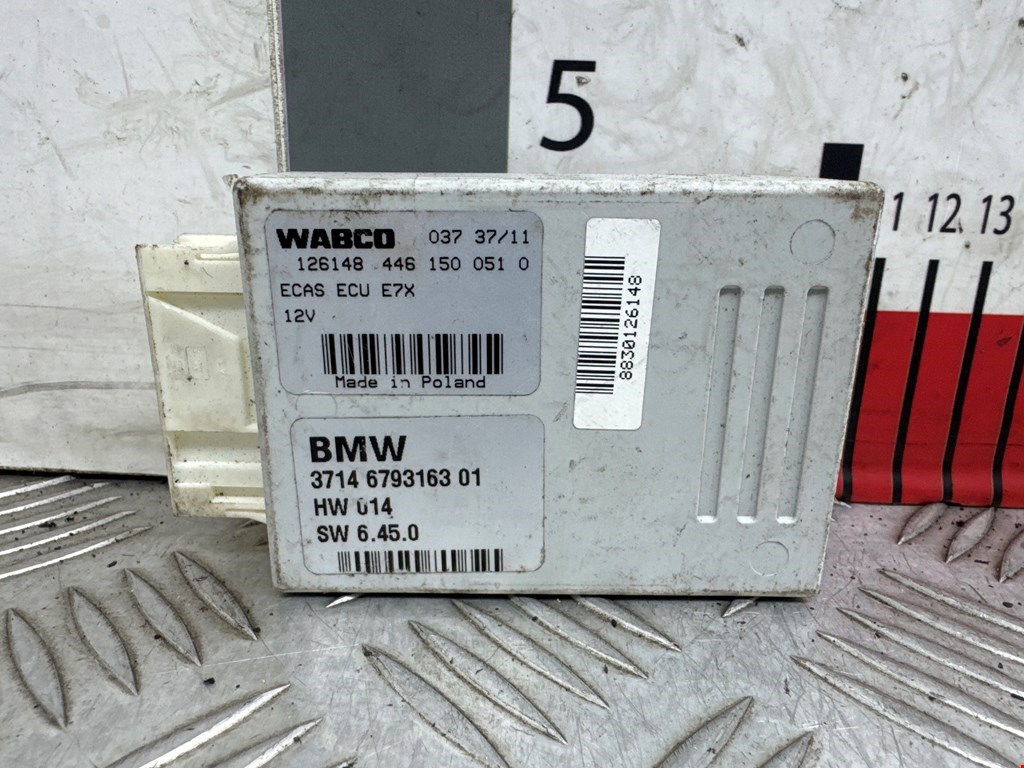 5
1 12 13
WABCO 037 37/11
126148 446 150 051 0
ECAS ECU E7X
12V
Made in Poland
8830126148
BMW
3714 6793163 01
HW 014
SW 6.45.0